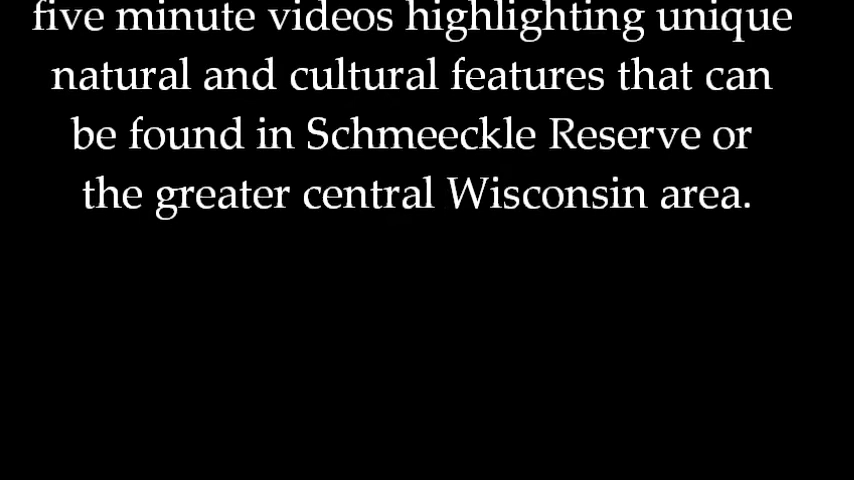 five minute videos highlighting unique
natural and cultural features that can
be found in Schmeeckle Reserve or
the greater central Wisconsin area.